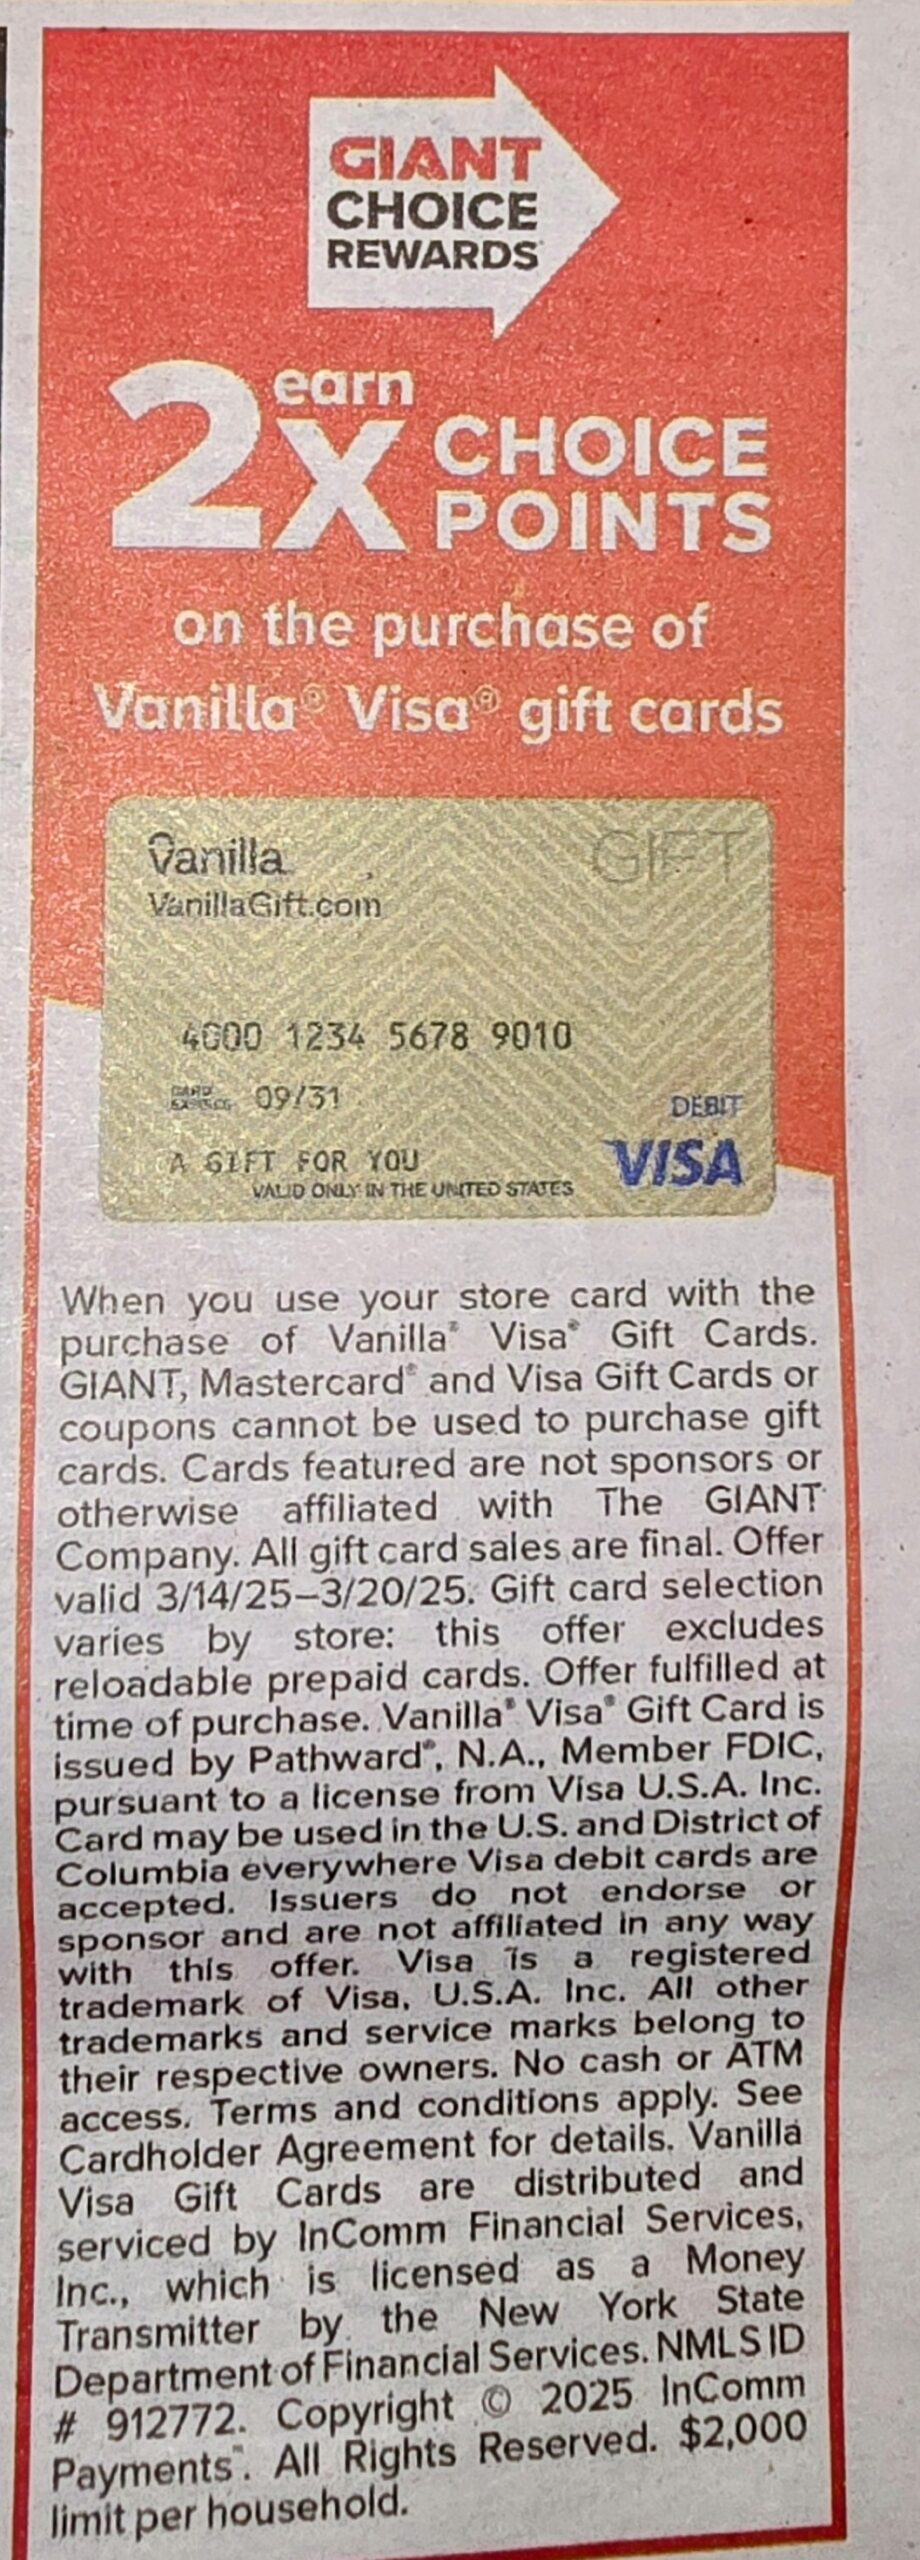 GIANT
CHOICE
REWARDS
earn
2X CHOICE
POINTS
on the purchase of
Vanilla® Visa® gift cards
Vanilla
GIFT
VanillaGift.com
4000 1234 5678 9010
09/31
DEBIT
A GIFT FOR YOU
VISA
VALID ONLY IN THE UNITED STATES
When you use your store card with the
purchase of Vanilla® Visa® Gift Cards.
GIANT, Mastercard® and Visa Gift Cards or
coupons cannot be used to purchase gift
cards. Cards featured are not sponsors or
otherwise affiliated with The GIANT
Company. All gift card sales are final. Offer
valid 3/14/25–3/20/25. Gift card selection
varies by store: this offer excludes
reloadable prepaid cards. Offer fulfilled at
time of purchase. Vanilla® Visa® Gift Card is
issued by Pathward®, N.A., Member FDIC,
pursuant to a license from Visa U.S.A. Inc.
Card may be used in the U.S. and District of
Columbia everywhere Visa debit cards are
accepted. Issuers do not endorse or
sponsor and are not affiliated in any way
with this offer. Visa is a registered
trademark of Visa, U.S.A. Inc. All other
trademarks and service marks belong to
their respective owners. No cash or ATM
access. Terms and conditions apply. See
Cardholder Agreement for details. Vanilla
Visa Gift Cards are distributed and
serviced by InComm Financial Services,
Inc., which is licensed as a Money
Transmitter by the New York State
Department of Financial Services. NMLS ID
# 912772. Copyright © 2025 InComm
Payments™. All Rights Reserved. $2,000
limit per household.